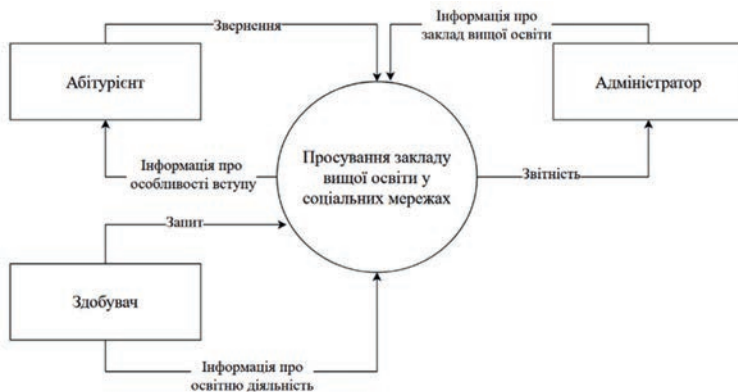 Звернення
Інформація про
заклад вищої освіти
Абітурієнт
Адміністратор
Просування закладу
вищої освіти у
соціальних мережах
Інформація про
особливості вступу
Звітність
Запит
Здобувач
Інформація про
освітню діяльність